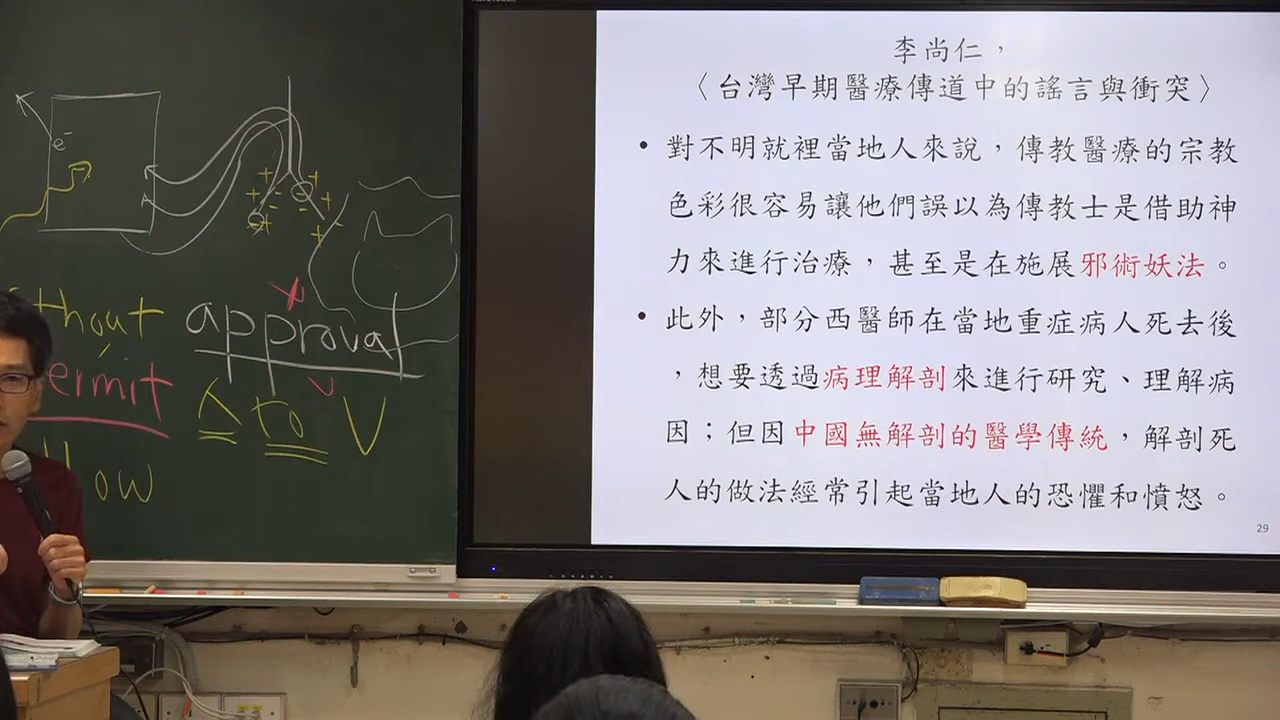 李尚仁，
〈台灣早期醫療傳道中的謠言與衝突〉
• 對不明就裡當地人來說，傳教醫療的宗教
色彩很容易讓他們誤以為傳教士是借助神
力來進行治療，甚至是在施展邪術妖法。
• 此外，部分西醫師在當地重症病人死去後
，想要透過病理解剖來進行研究、理解病
因；但因中國無解剖的醫學傳統，解剖死
人的做法經常引起當地人的恐懼和憤怒。
29
e⁻
thout
approval
ermit
to V
llow